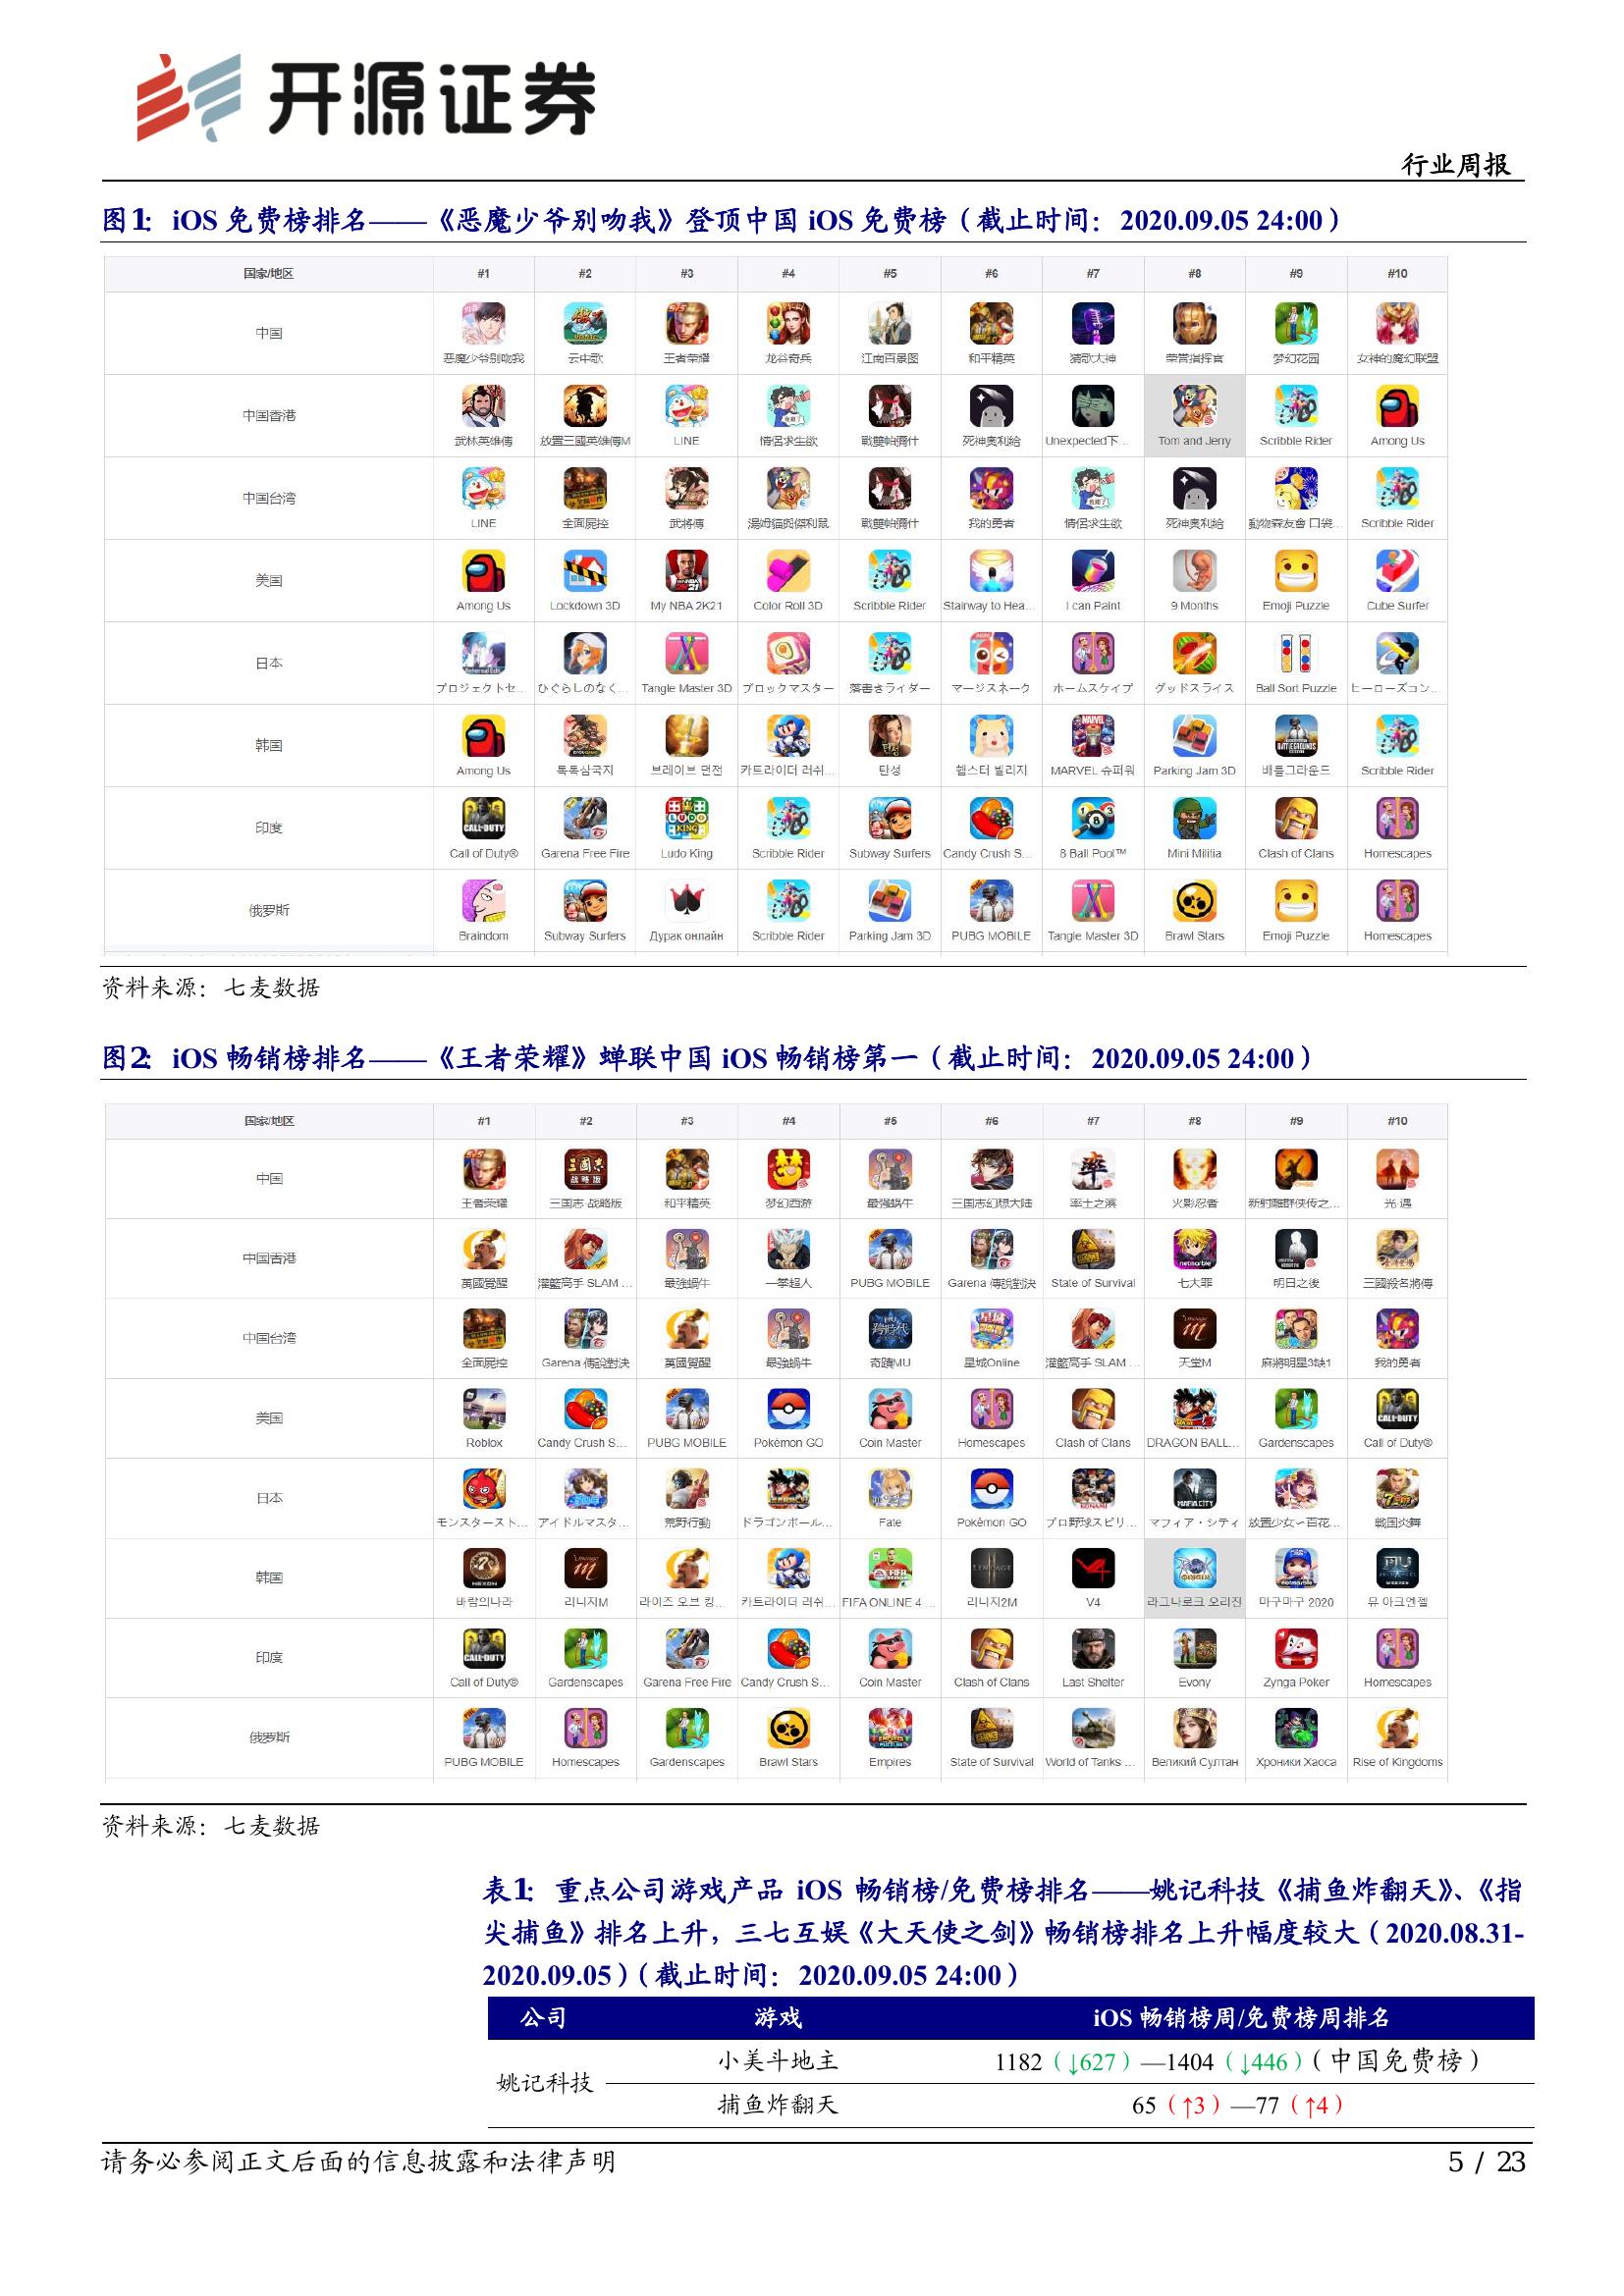 开源证券
行业周报
图1: iOS 免费榜排名——《恶魔少爷别吻我》登顶中国 iOS 免费榜（截止时间：2020.09.05 24:00）
国家/地区 #1 #2 #3 #4 #5 #6 #7 #8 #9 #10
中国 恶魔少爷别吻我 云中歌 王者荣耀 龙谷奇兵 江南百景图 和平精英 猜歌大神 荣誉指挥官 梦幻花园 女神的魔幻联盟
中国香港 武林英雄傳 放置三國英雄傳M LINE 情侶求生欲 戰雙帕彌什 死神奧利給 Unexpected下... Tom and Jerry Scribble Rider Among Us
中国台湾 LINE 全面屍控 武將傳 湯姆貓與傑利鼠 戰雙帕彌什 我的勇者 情侶求生欲 死神奧利給 動物森友會 口袋... Scribble Rider
美国 Among Us Lockdown 3D My NBA 2K21 Color Roll 3D Scribble Rider Stairway to Hea... I can Paint 9 Months Emoji Puzzle Cube Surfer
日本 プロジェクトセ... ひぐらしのなく... Tangle Master 3D ブロックマスター 落書きライダー マージスネーク ホームスケイプ グッドスライス Ball Sort Puzzle ヒーローズコン...
韩国 Among Us 톡톡삼국지 브레이브 던전 카트라이더 러쉬... 탄성 햄스터 빌리지 MARVEL 슈퍼워 Parking Jam 3D 배틀그라운드 Scribble Rider
印度 Call of Duty® Garena Free Fire Ludo King Scribble Rider Subway Surfers Candy Crush S... 8 Ball Pool™ Mini Militia Clash of Clans Homescapes
俄罗斯 Braindom Subway Surfers Дурак онлайн Scribble Rider Parking Jam 3D PUBG MOBILE Tangle Master 3D Brawl Stars Emoji Puzzle Homescapes
资料来源：七麦数据
图2: iOS 畅销榜排名——《王者荣耀》蝉联中国 iOS 畅销榜第一（截止时间：2020.09.05 24:00）
国家/地区 #1 #2 #3 #4 #5 #6 #7 #8 #9 #10
中国 王者荣耀 三国志·战略版 和平精英 梦幻西游 最强蜗牛 三国志幻想大陆 率土之滨 火影忍者 新射雕群侠传之... 光·遇
中国香港 萬國覺醒 灌籃高手 SLAM ... 最強蝸牛 一拳超人 PUBG MOBILE Garena 傳說對決 State of Survival 七大罪 明日之後 三國殺名將傳
中国台湾 全面屍控 Garena 傳說對決 萬國覺醒 最強蝸牛 奇蹟MU 星城Online 灌籃高手 SLAM ... 天堂M 麻將明星3缺1 我的勇者
美国 Roblox Candy Crush S... PUBG MOBILE Pokémon GO Coin Master Homescapes Clash of Clans DRAGON BALL... Gardenscapes Call of Duty®
日本 モンスタースト... アイドルマスタ... 荒野行動 ドラゴンボール... Fate Pokémon GO プロ野球スピリ... マフィア・シティ 放置少女～百花... 戦国炎舞
韩国 바람의나라 리니지M 라이즈 오브 킹... 카트라이더 러쉬... FIFA ONLINE 4 ... 리니지2M V4 라그나로크 오리진 마구마구 2020 뮤 아크엔젤
印度 Call of Duty® Gardenscapes Garena Free Fire Candy Crush S... Coin Master Clash of Clans Last Shelter Evony Zynga Poker Homescapes
俄罗斯 PUBG MOBILE Homescapes Gardenscapes Brawl Stars Empires State of Survival World of Tanks ... Великий Султан Хроники Хаоса Rise of Kingdoms
资料来源：七麦数据
表1: 重点公司游戏产品 iOS 畅销榜/免费榜排名——姚记科技《捕鱼炸翻天》、《指
尖捕鱼》排名上升，三七互娱《大天使之剑》畅销榜排名上升幅度较大（2020.08.31-
2020.09.05）（截止时间：2020.09.05 24:00）
公司 游戏 iOS 畅销榜周/免费榜周排名
姚记科技 小美斗地主 1182（↓627）—1404（↓446）（中国免费榜）
捕鱼炸翻天 65（↑3）—77（↑4）
请务必参阅正文后面的信息披露和法律声明 5 / 23